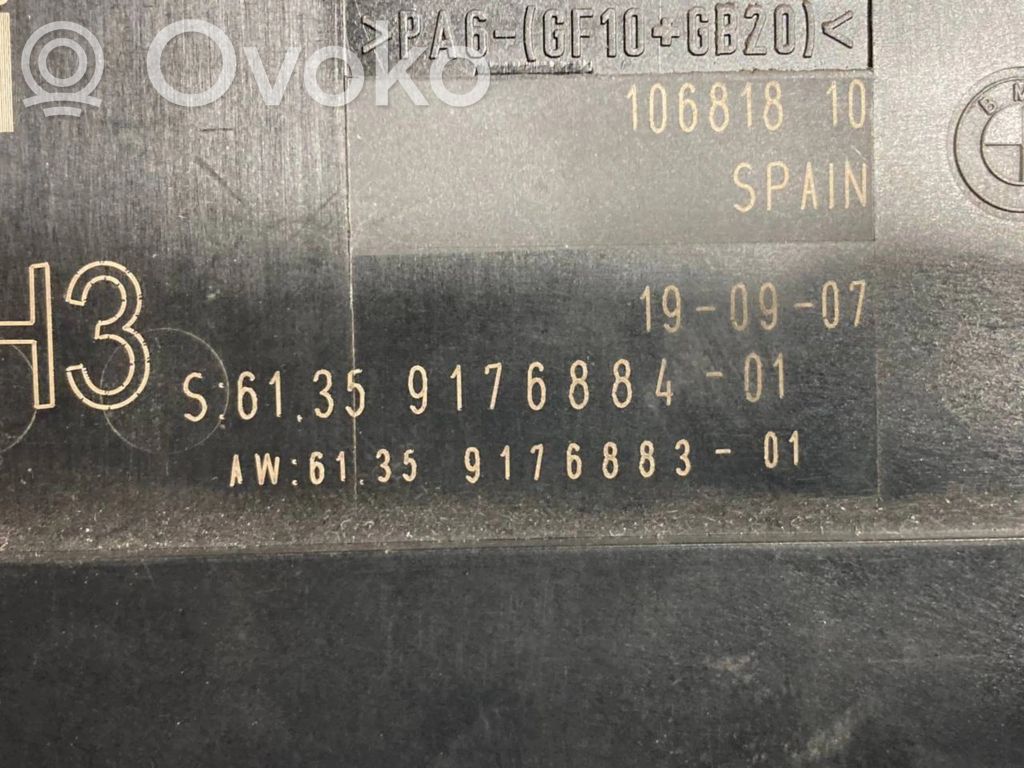 >PA6-(GF10+GB20)<
Ovoko
106818 10
BM
SPAIN
H3
19-09-07
S:61.35 9176884-01
AW:61.35 9176883-01